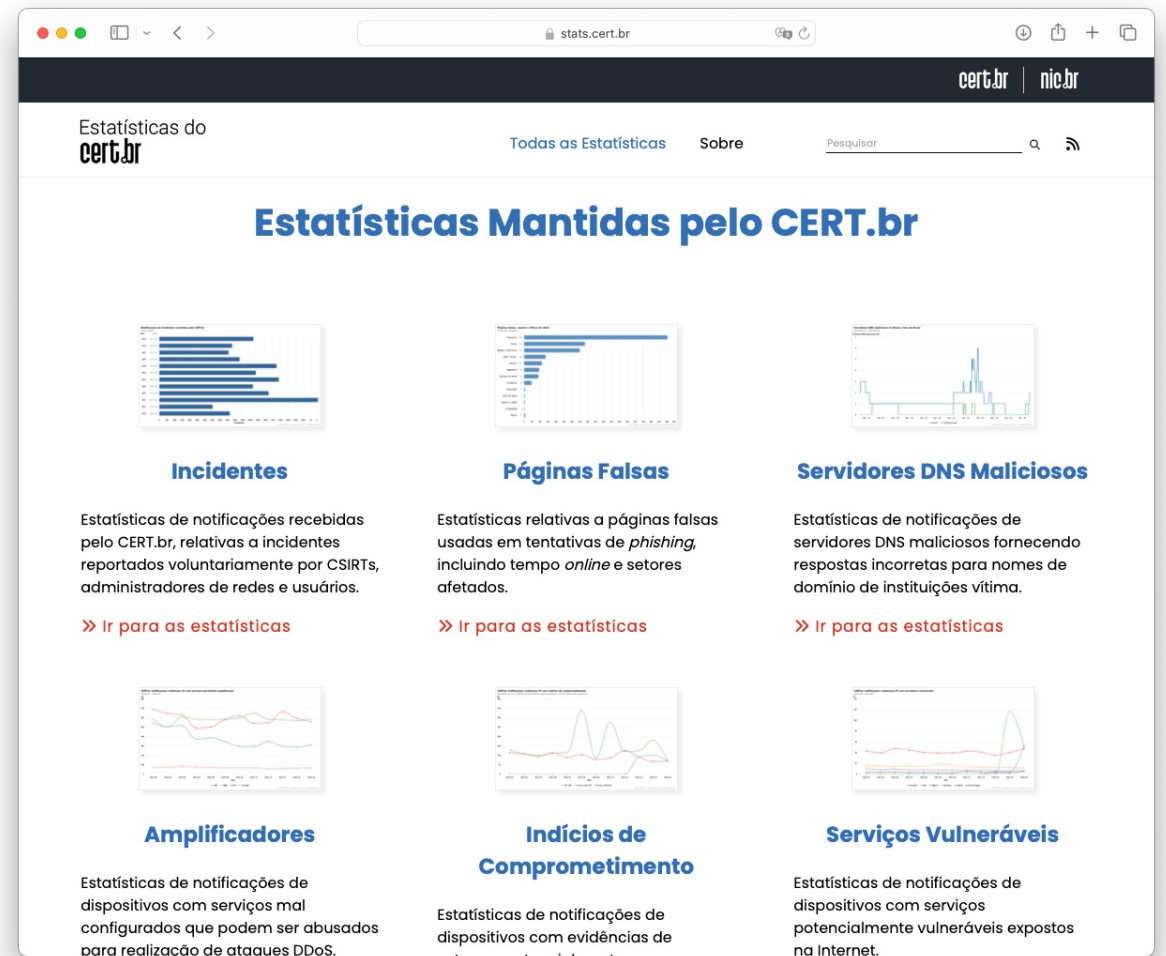 stats.cert.br
cert.br nic.br
Estatísticas do
cert.br
Todas as Estatísticas Sobre Pesquisar
Estatísticas Mantidas pelo CERT.br
Incidentes
Estatísticas de notificações recebidas
pelo CERT.br, relativas a incidentes
reportados voluntariamente por CSIRTs,
administradores de redes e usuários.
Ir para as estatísticas
Páginas Falsas
Estatísticas relativas a páginas falsas
usadas em tentativas de phishing,
incluindo tempo online e setores
afetados.
Ir para as estatísticas
Servidores DNS Maliciosos
Estatísticas de notificações de
servidores DNS maliciosos fornecendo
respostas incorretas para nomes de
domínio de instituições vítima.
Ir para as estatísticas
Amplificadores
Estatísticas de notificações de
dispositivos com serviços mal
configurados que podem ser abusados
para realização de ataques DDoS.
Indícios de
Comprometimento
Estatísticas de notificações de
dispositivos com evidências de
Serviços Vulneráveis
Estatísticas de notificações de
dispositivos com serviços
potencialmente vulneráveis expostos
na Internet.